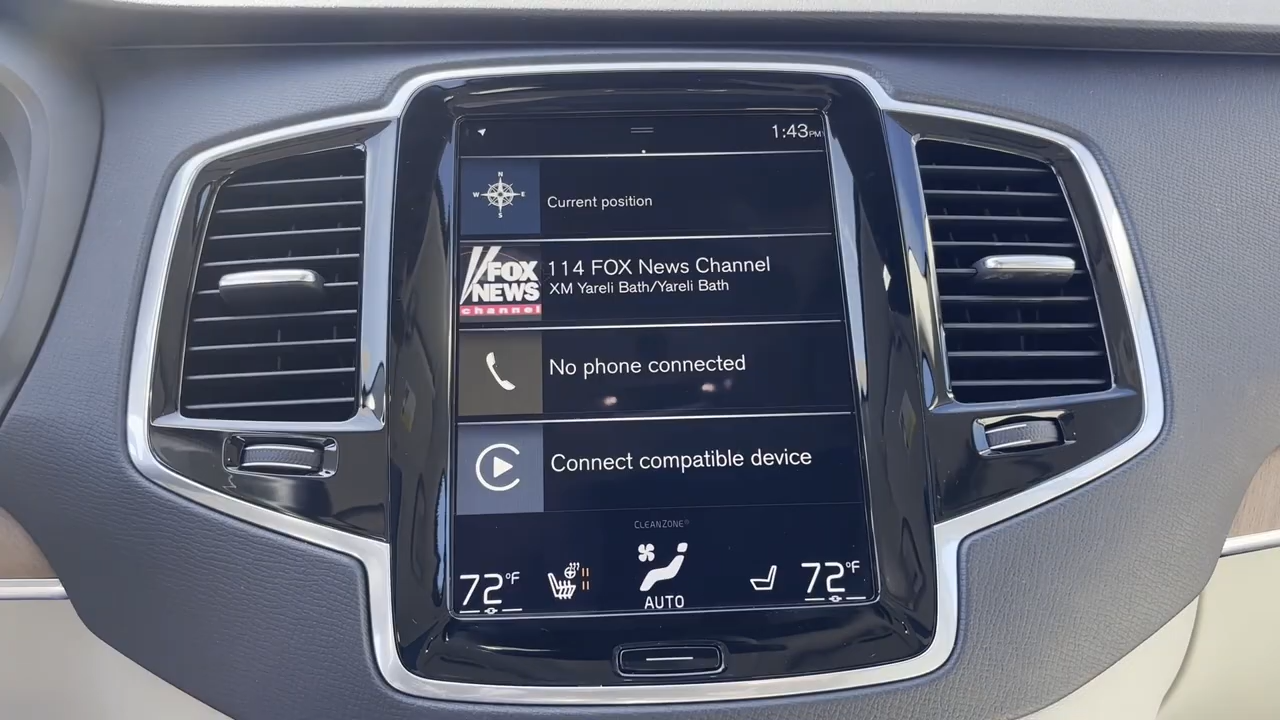 1:43PM
N
W E
S
Current position
FOX
NEWS
channel
114 FOX News Channel
XM Yareli Bath/Yareli Bath
No phone connected
Connect compatible device
CLEANZONE®
72°F
AUTO
72°F